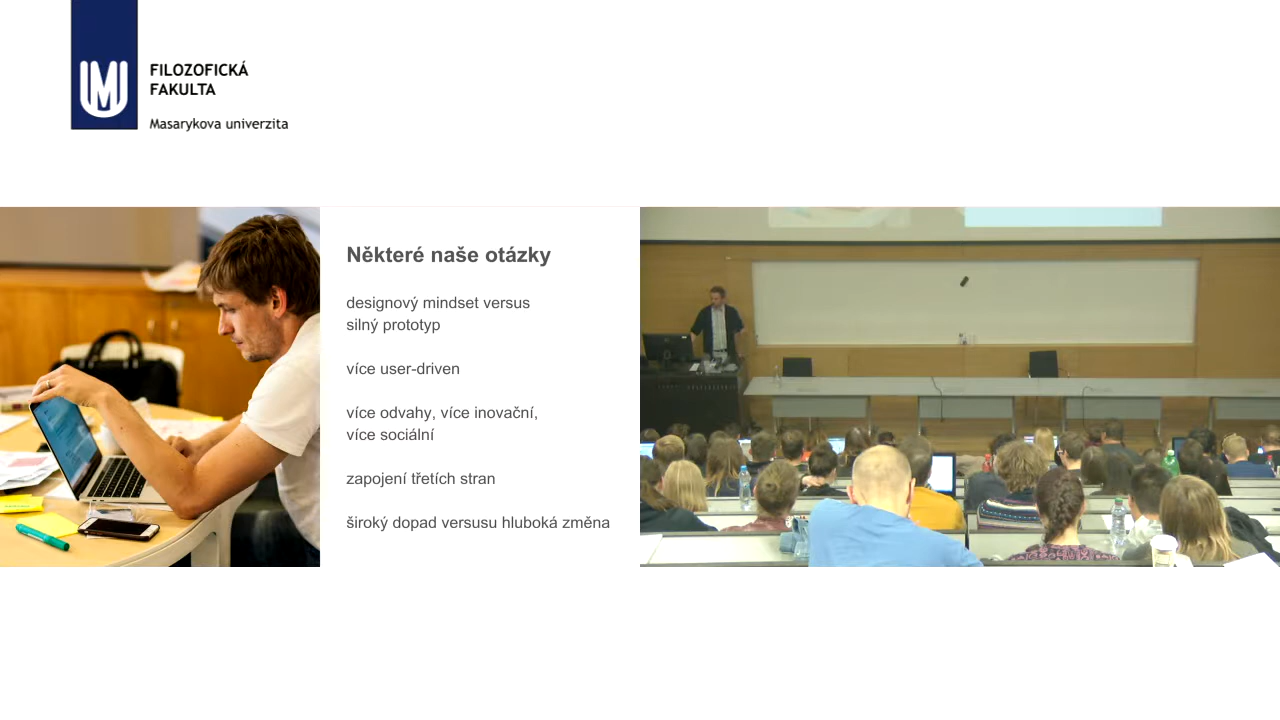 FILOZOFICKÁ
FAKULTA
Masarykova univerzita
Některé naše otázky
designový mindset versus
silný prototyp
více user-driven
více odvahy, více inovační,
více sociální
zapojení třetích stran
široký dopad versusu hluboká změna